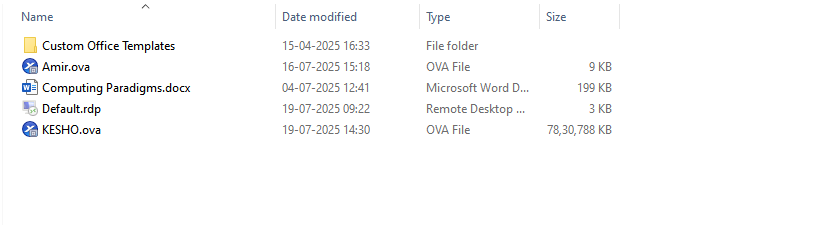 Name Date modified Type Size
Custom Office Templates 15-04-2025 16:33 File folder
Amir.ova 16-07-2025 15:18 OVA File 9 KB
Computing Paradigms.docx 04-07-2025 12:41 Microsoft Word D... 199 KB
Default.rdp 19-07-2025 09:22 Remote Desktop ... 3 KB
KESHO.ova 19-07-2025 14:30 OVA File 78,30,788 KB